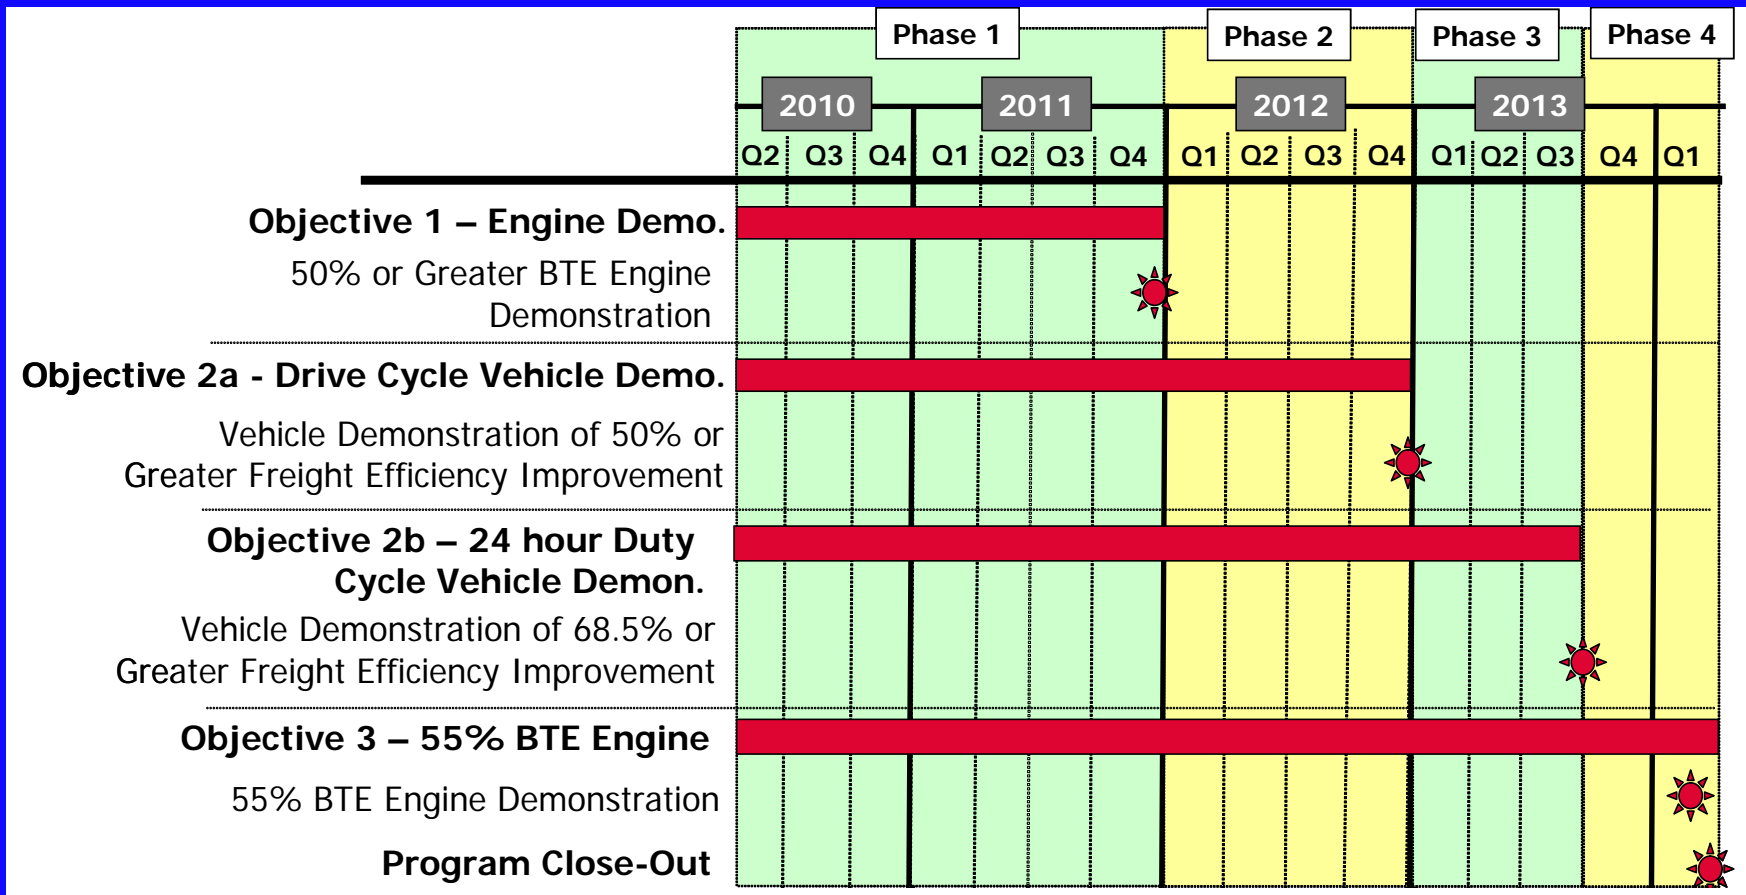 Phase 1 Phase 2 Phase 3 Phase 4
2010 2011 2012 2013
Q2 Q3 Q4 Q1 Q2 Q3 Q4 Q1 Q2 Q3 Q4 Q1 Q2 Q3 Q4 Q1
Objective 1 – Engine Demo.
50% or Greater BTE Engine
Demonstration
Objective 2a - Drive Cycle Vehicle Demo.
Vehicle Demonstration of 50% or
Greater Freight Efficiency Improvement
Objective 2b – 24 hour Duty
Cycle Vehicle Demon.
Vehicle Demonstration of 68.5% or
Greater Freight Efficiency Improvement
Objective 3 – 55% BTE Engine
55% BTE Engine Demonstration
Program Close-Out